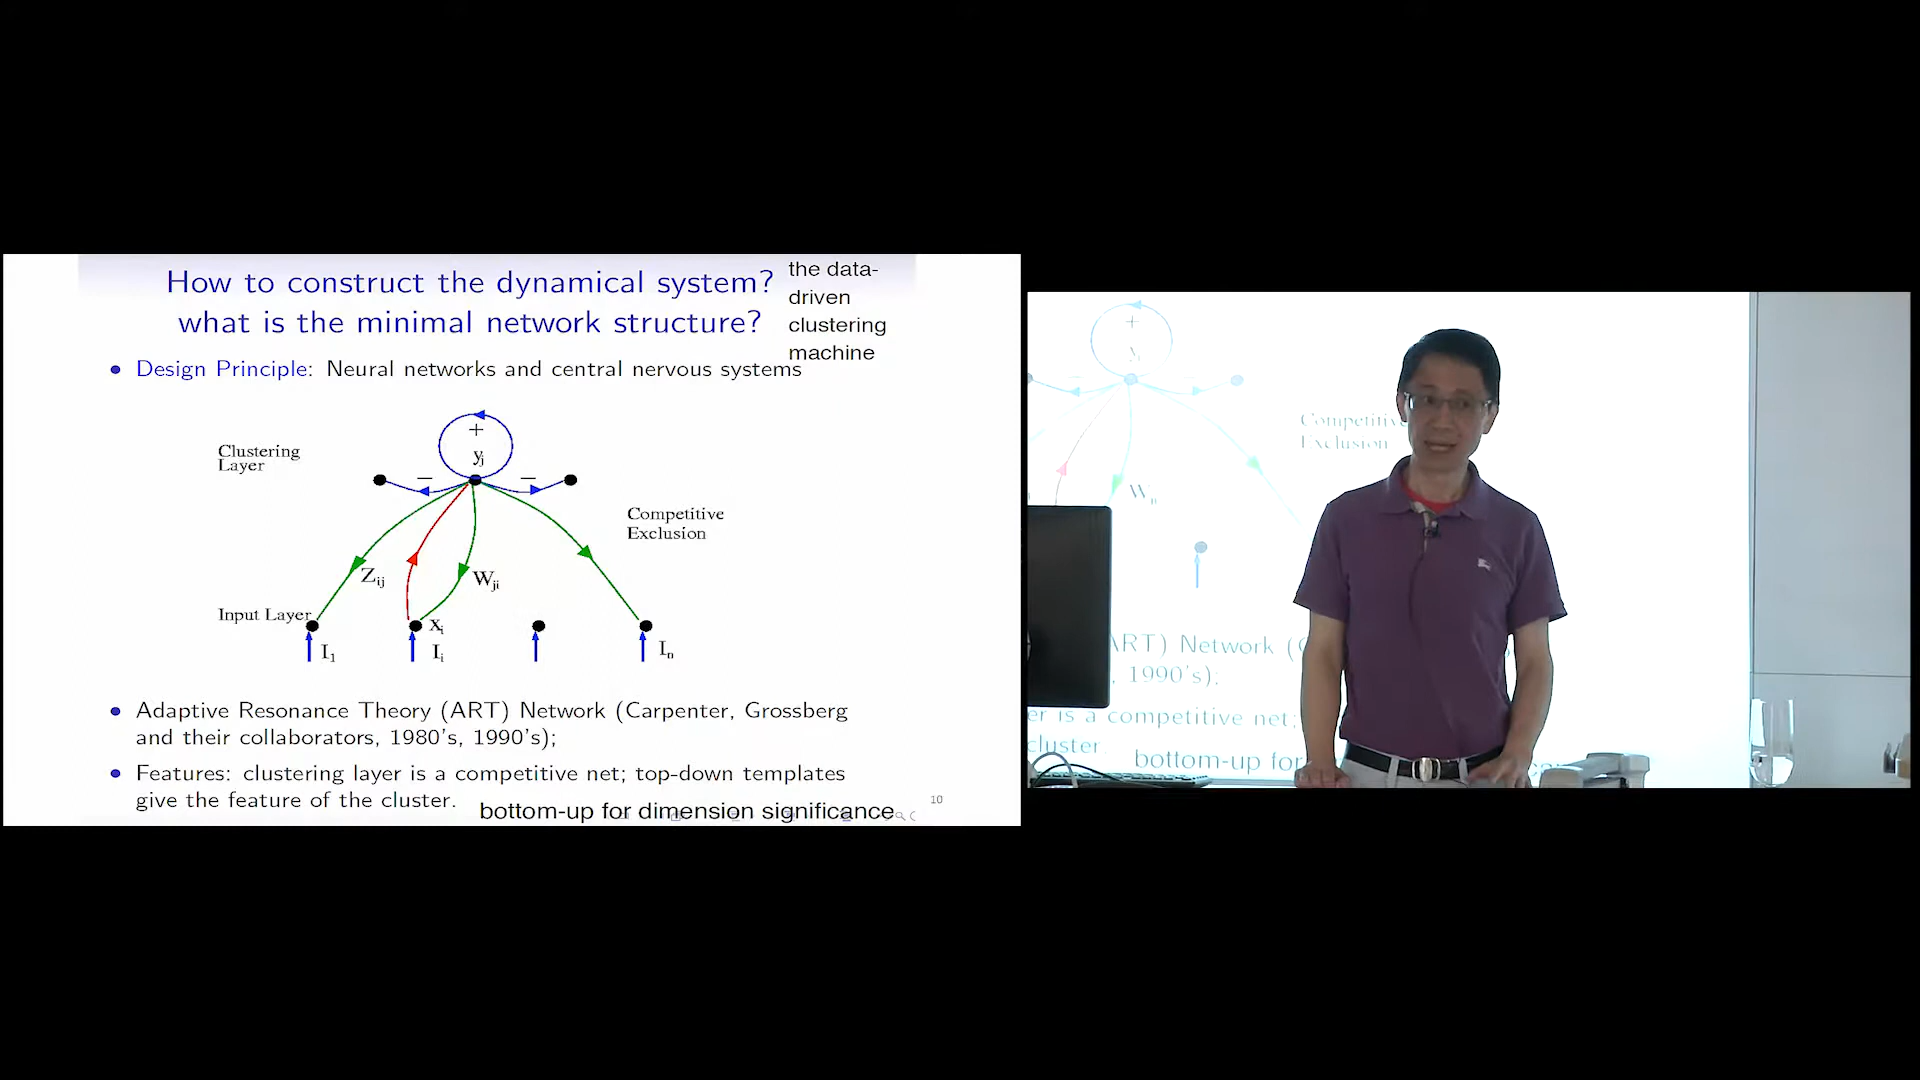 How to construct the dynamical system?
what is the minimal network structure?
the data-
driven
clustering
machine
• Design Principle: Neural networks and central nervous systems
Clustering
Layer
+
yj
−
−
Competitive
Exclusion
Zij
Wji
Input Layer
xi
I1
Ii
In
• Adaptive Resonance Theory (ART) Network (Carpenter, Grossberg
and their collaborators, 1980's, 1990's);
• Features: clustering layer is a competitive net; top-down templates
give the feature of the cluster.
bottom-up for dimension significance
10
+
Competitive
Exclusion
W
ART) Network (
, 1990's);
er is a competitive net;
cluster.
bottom-up for